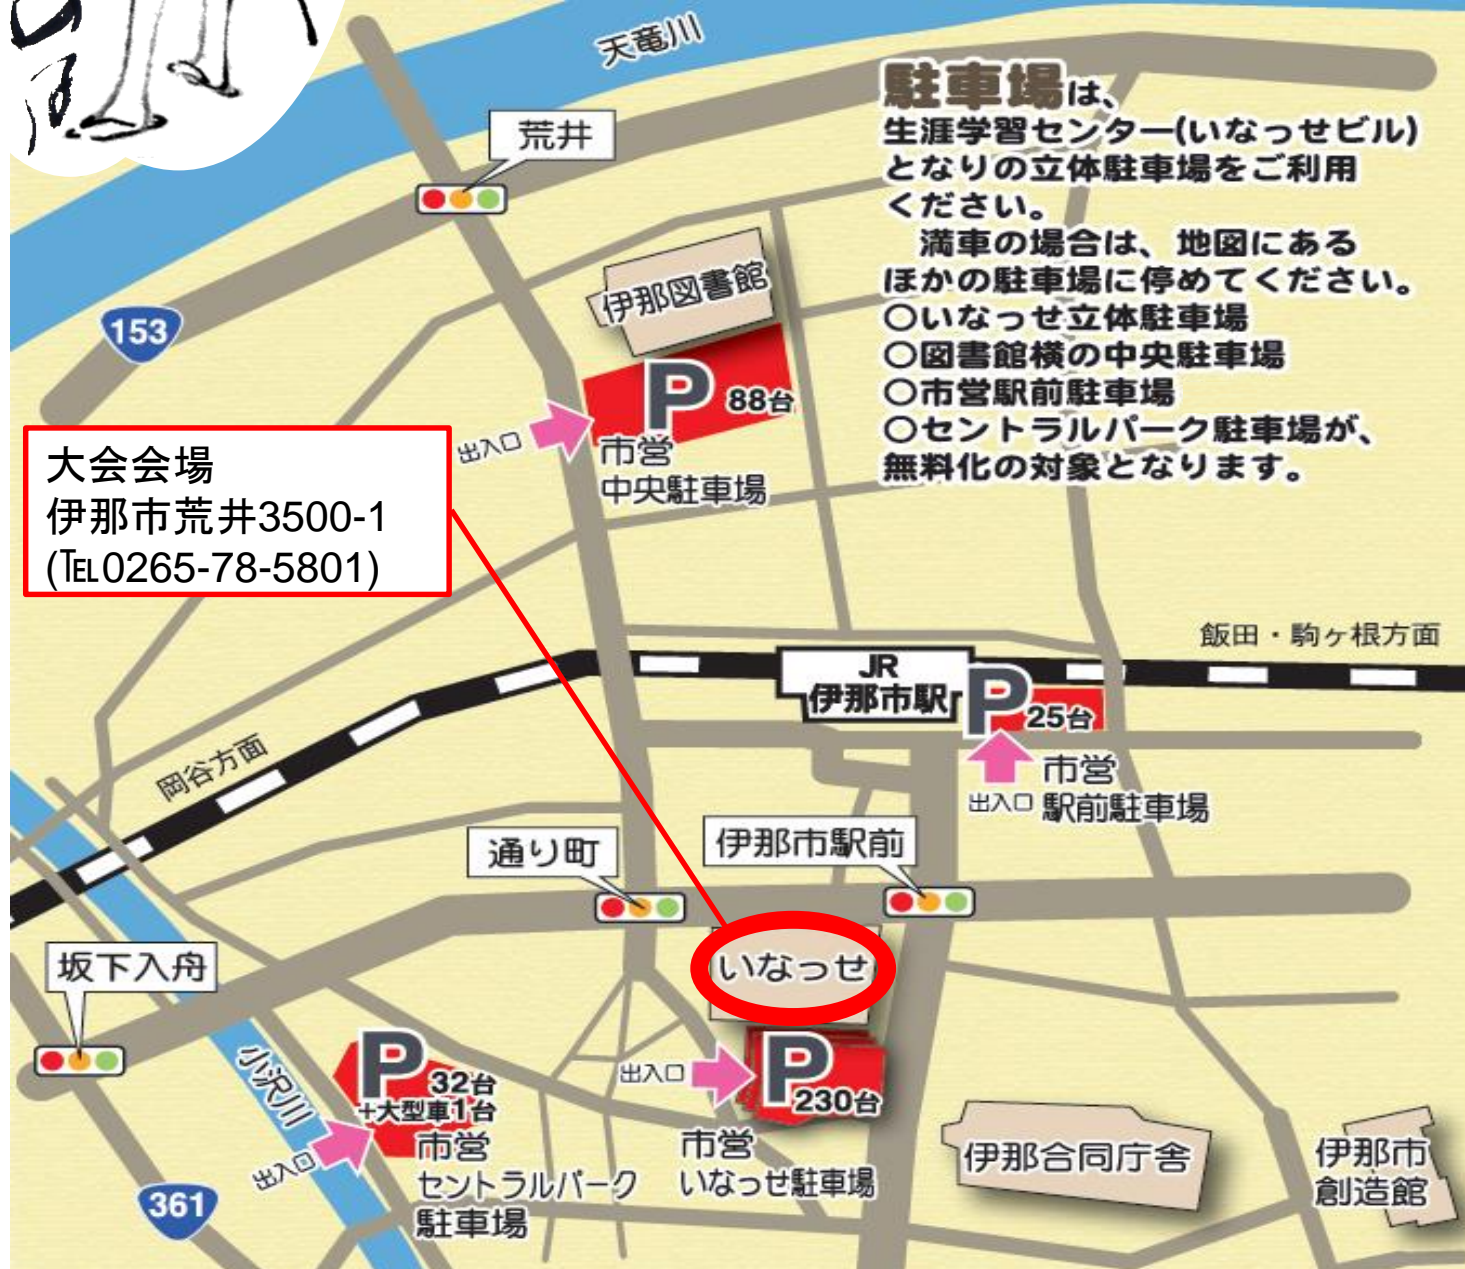 天竜川
駐車場は、
生涯学習センター(いなっせビル)
となりの立体駐車場をご利用
ください。
満車の場合は、地図にある
ほかの駐車場に停めてください。
○いなっせ立体駐車場
○図書館横の中央駐車場
○市営駅前駐車場
○セントラルパーク駐車場が、
無料化の対象となります。
荒井
153
伊那図書館
P 88台
出入口
市営
中央駐車場
大会会場
伊那市荒井3500-1
(℡0265-78-5801)
飯田・駒ヶ根方面
JR
伊那市駅
P 25台
市営
出入口 駅前駐車場
岡谷方面
通り町
伊那市駅前
いなっせ
坂下入舟
小沢川
P 32台
+大型車1台
出入口
市営
セントラルパーク
駐車場
出入口
P 230台
市営
いなっせ駐車場
伊那合同庁舎
伊那市
創造館
361